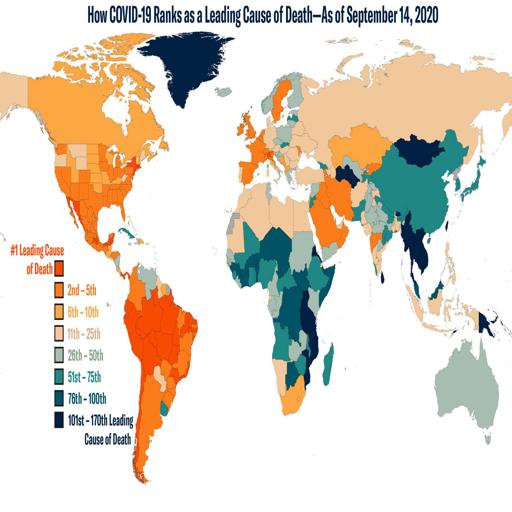 How COVID-19 Ranks as a Leading Cause of Death—As of September 14, 2020
#1 Leading Cause
of Death
2nd – 5th
6th – 10th
11th – 25th
26th – 50th
51st – 75th
76th – 100th
101st – 170th Leading
Cause of Death